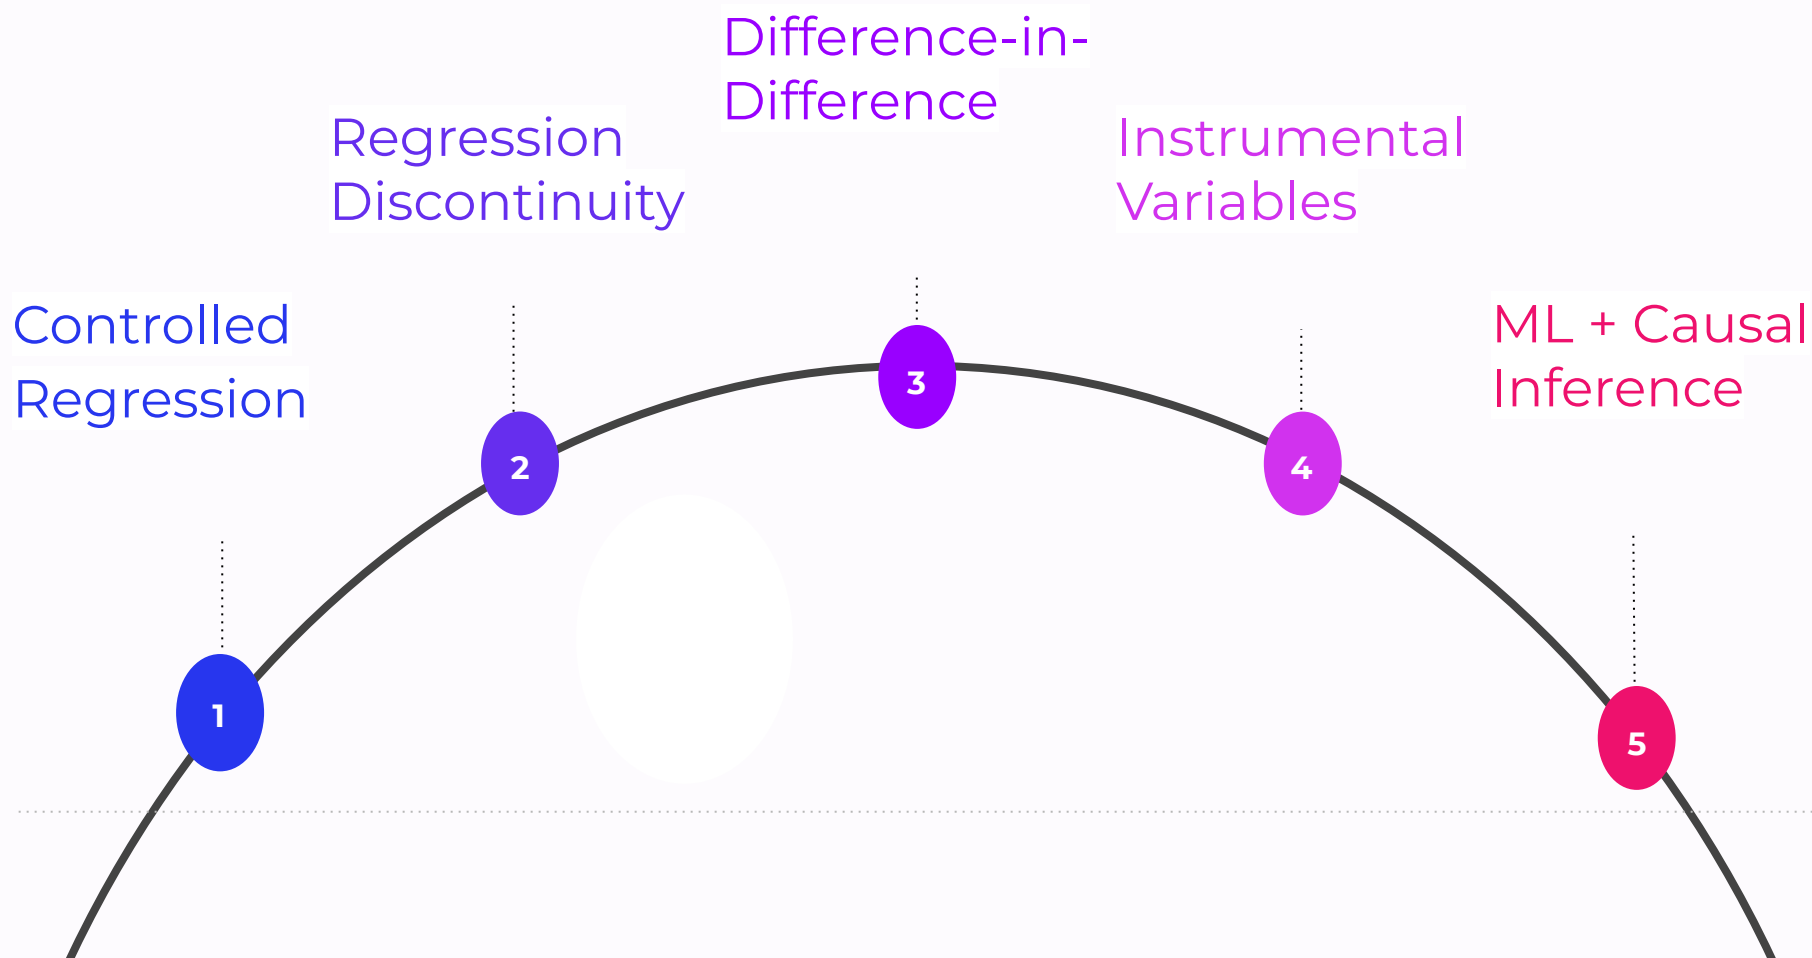 Controlled
Regression
1
Regression
Discontinuity
2
Difference-in-
Difference
3
Instrumental
Variables
4
ML + Causal
Inference
5